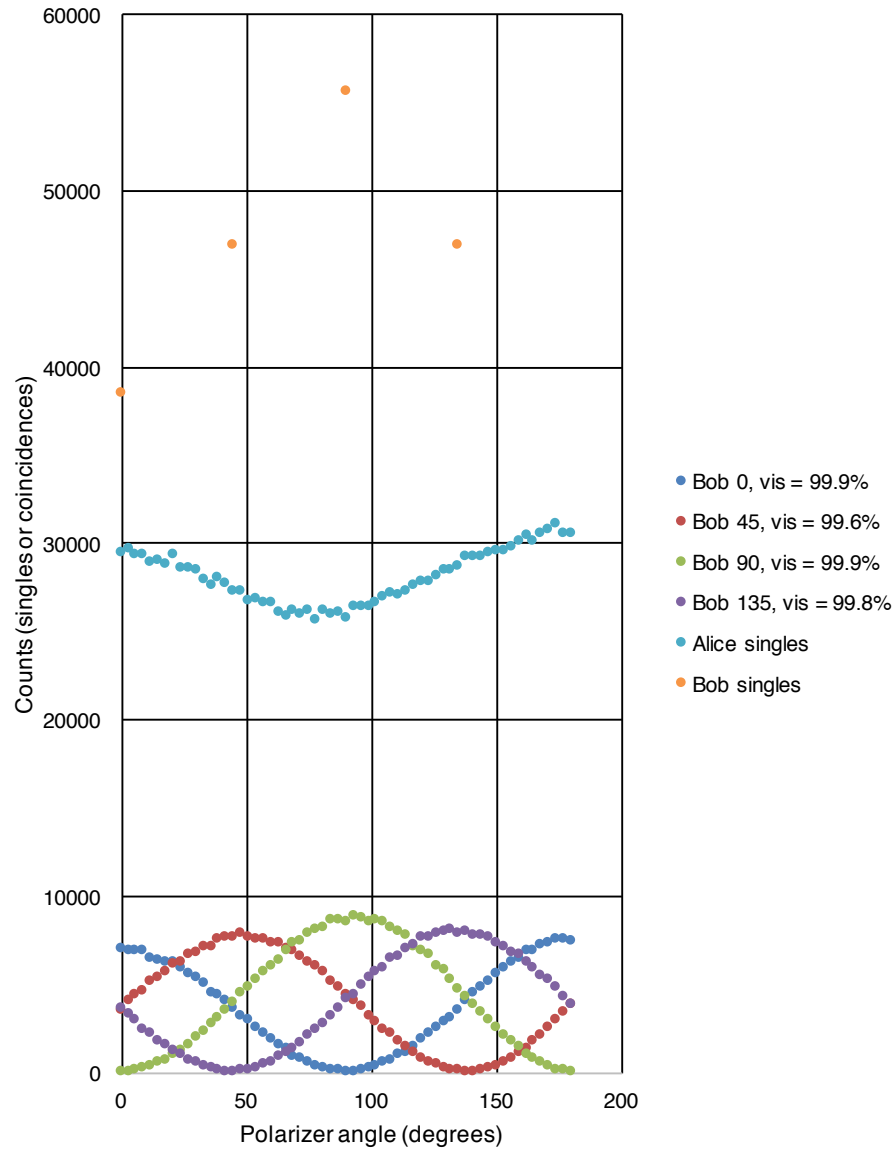 60000
50000
40000
30000
20000
10000
0
Counts (singles or coincidences)
0 50 100 150 200
Polarizer angle (degrees)
Bob 0, vis = 99.9%
Bob 45, vis = 99.6%
Bob 90, vis = 99.9%
Bob 135, vis = 99.8%
Alice singles
Bob singles